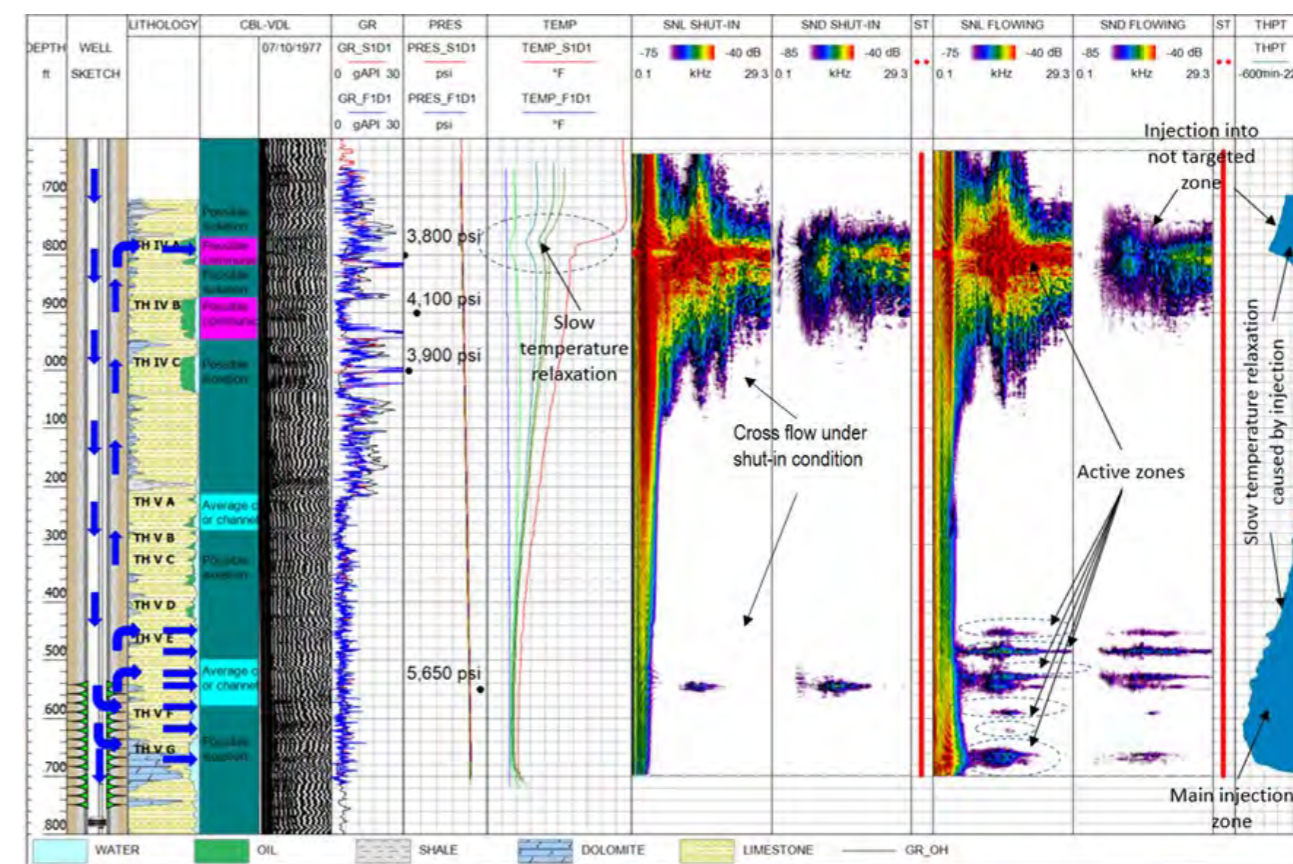 LITHOLOGY CBL-VDL GR PRES TEMP SNL SHUT-IN SND SHUT-IN ST SNL FLOWING SND FLOWING ST THPT
DEPTH WELL 07/10/1977 GR_S1D1 PRES_S1D1 TEMP_S1D1 -75 -40 dB -85 -40 dB -75 -40 dB -85 -40 dB THPT
ft SKETCH 0 gAPI 30 psi °F 0.1 kHz 29.3 0.1 kHz 29.3 0.1 kHz 29.3 0.1 kHz 29.3 -600min-22
GR_F1D1 PRES_F1D1 TEMP_F1D1
0 gAPI 30 psi °F
Injection into
not targeted
zone
700
Possible
isolation
3,800 psi
800
Possible
Possible
isolation
4,100 psi
900
TH IV B
Possible
Slow
temperature
relaxation
3,900 psi
000
TH IV C
Possible
isolation
100
Cross flow under
shut-in condition
Active zones
200
TH V A
Average
or channel
300
TH V B
TH V C
Possible
isolation
400
TH V D
TH V E
500
Average
or channel
5,650 psi
600
TH V F
TH V G
Possible
isolation
700
Slow temperature relaxation
caused by injection
Main injection
zone
800
WATER OIL SHALE DOLOMITE LIMESTONE GR_OH